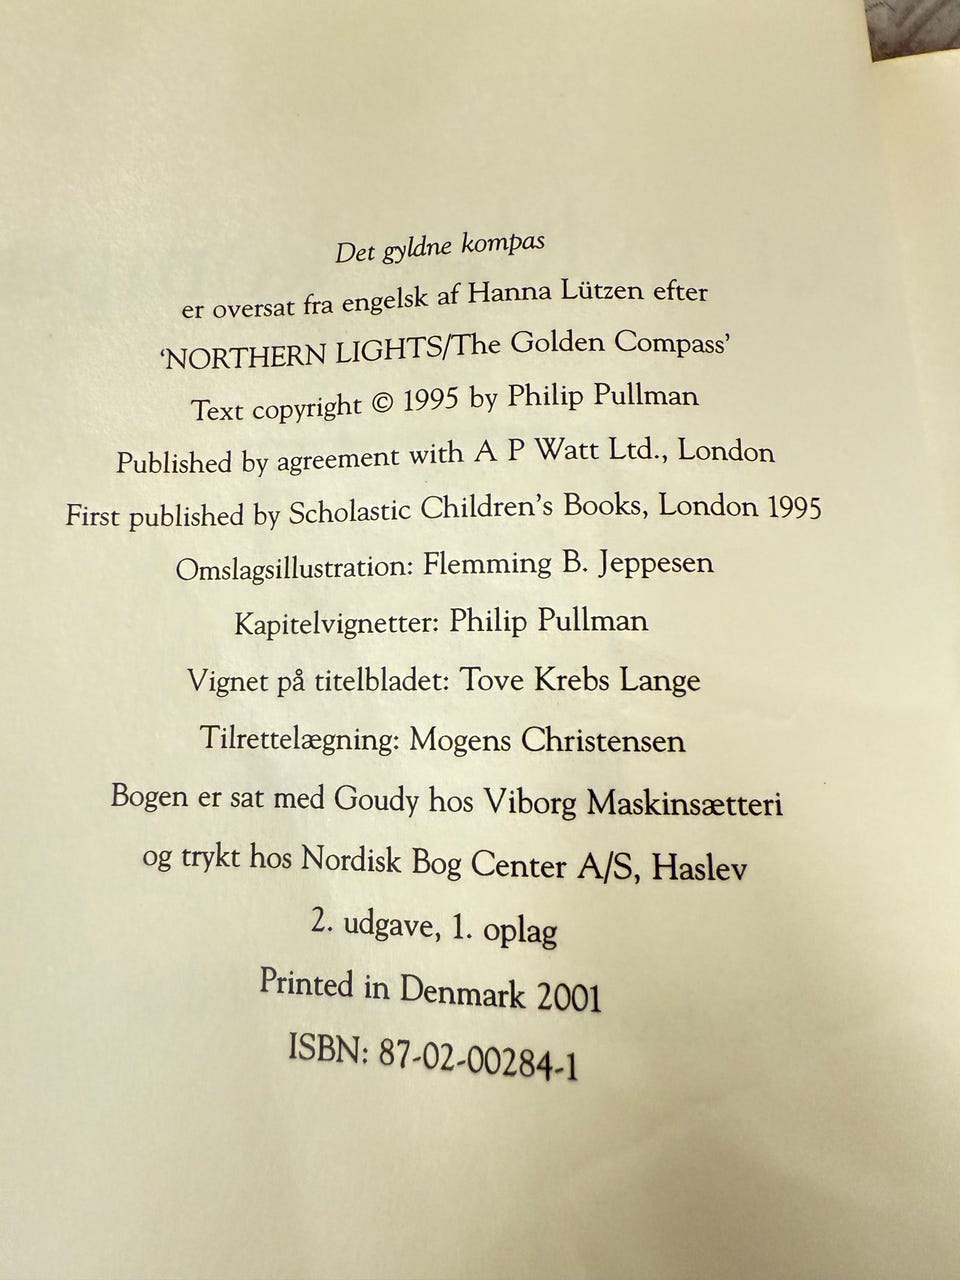 Det gyldne kompas
er oversat fra engelsk af Hanna Lützen efter
‘NORTHERN LIGHTS/The Golden Compass’
Text copyright © 1995 by Philip Pullman
Published by agreement with A P Watt Ltd., London
First published by Scholastic Children’s Books, London 1995
Omslagsillustration: Flemming B. Jeppesen
Kapitelvignetter: Philip Pullman
Vignet på titelbladet: Tove Krebs Lange
Tilrettelægning: Mogens Christensen
Bogen er sat med Goudy hos Viborg Maskinsætteri
og trykt hos Nordisk Bog Center A/S, Haslev
2. udgave, 1. oplag
Printed in Denmark 2001
ISBN: 87-02-00284-1